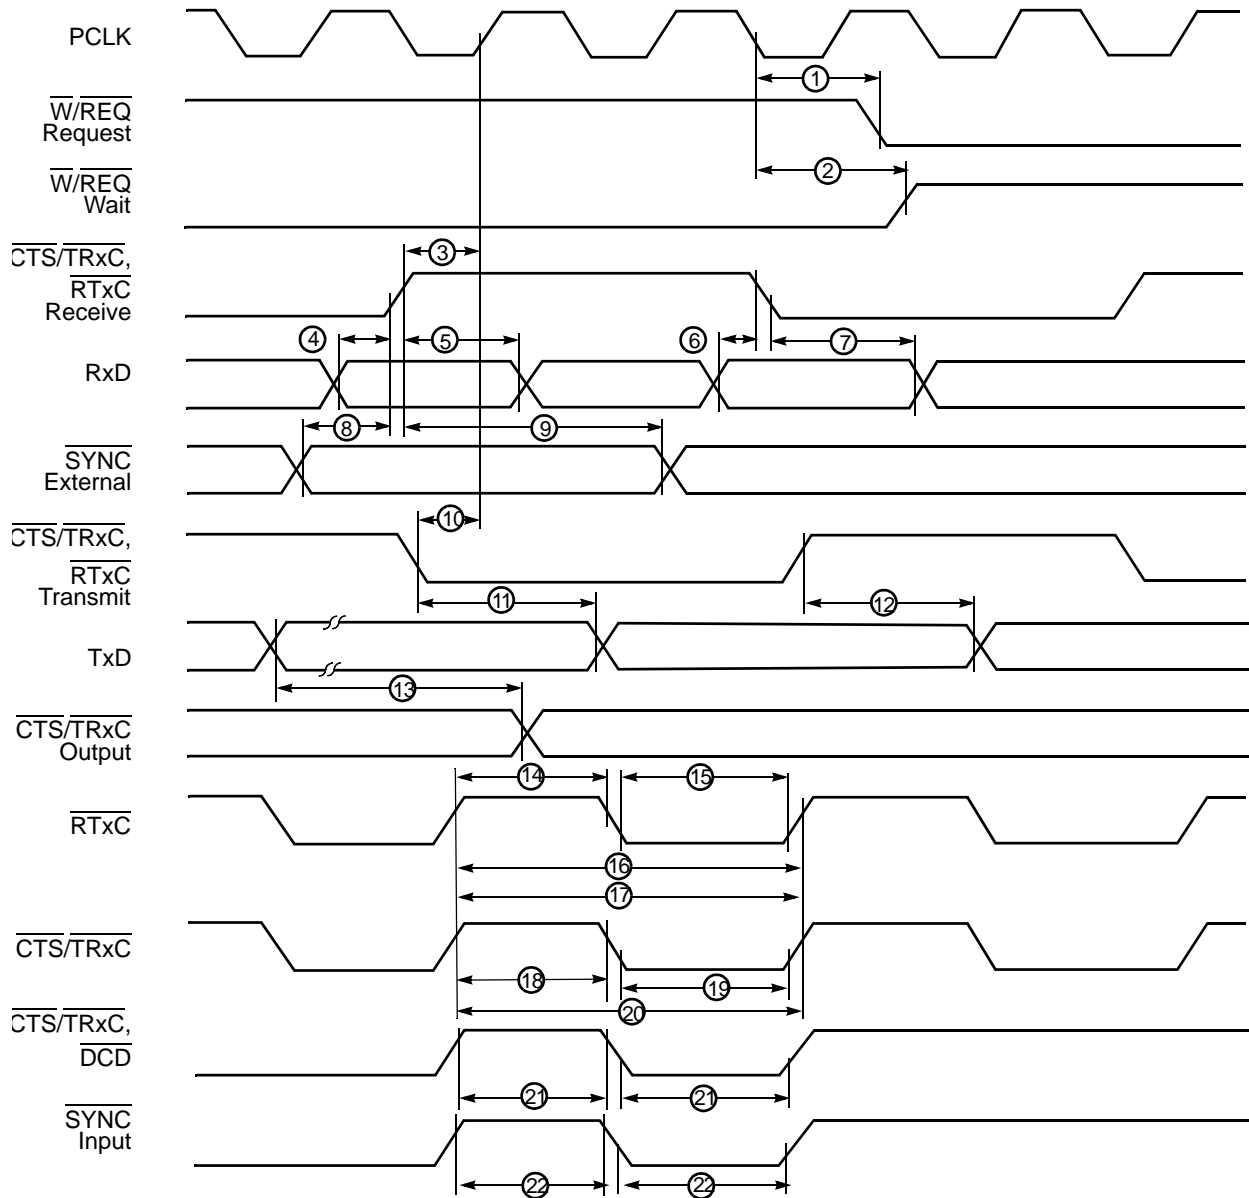 PCLK
1
W/REQ
Request
2
W/REQ
Wait
3
CTS/TRxC,
RTxC
Receive
4
5
6
7
RxD
8
9
SYNC
External
10
CTS/TRxC,
RTxC
Transmit
11
12
TxD
13
CTS/TRxC
Output
14
15
RTxC
16
17
CTS/TRxC
18
19
20
CTS/TRxC,
DCD
21
21
SYNC
Input
22
22